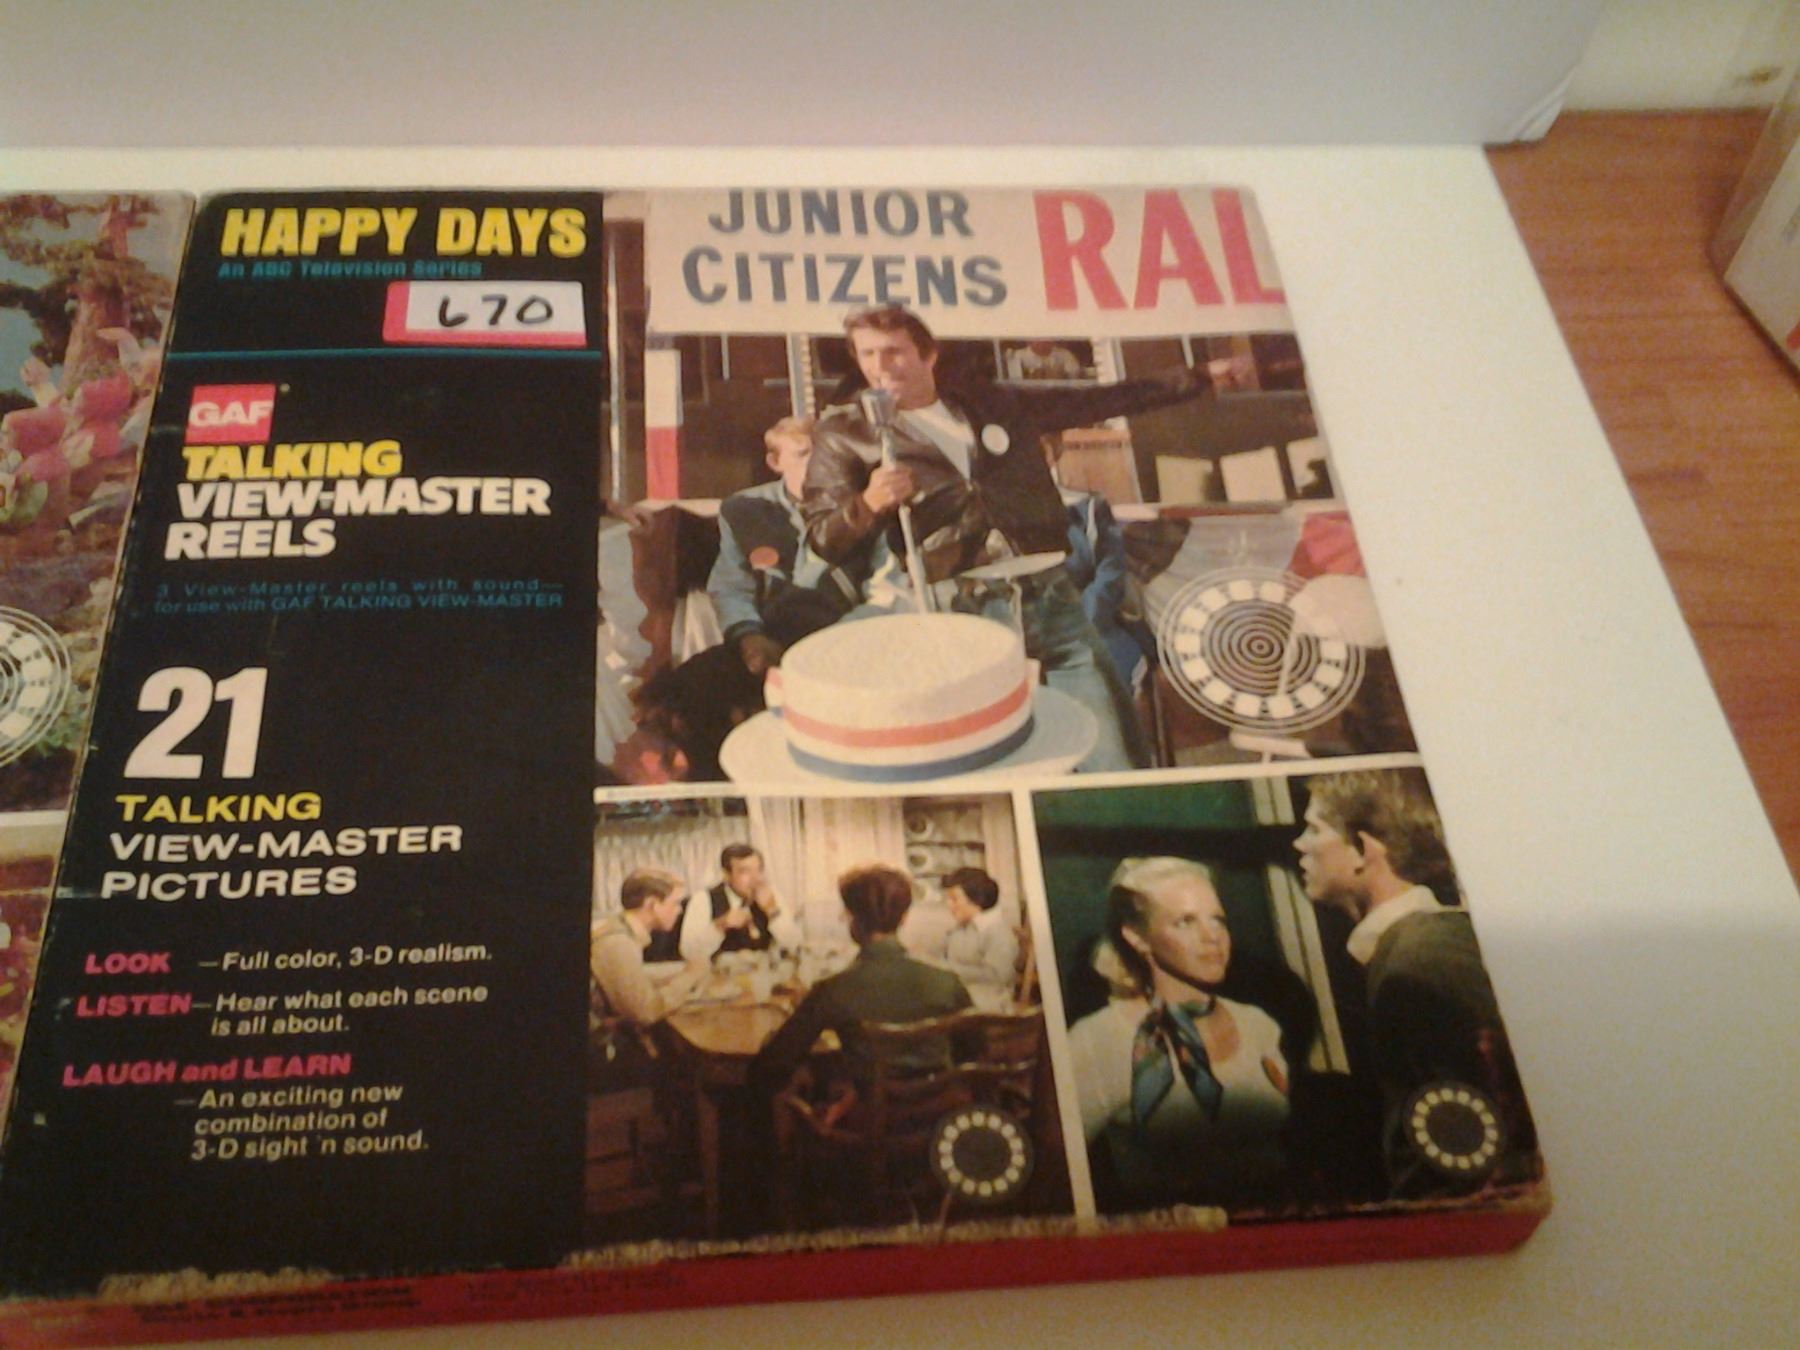 HAPPY DAYS
An ABC Television Series
670
GAF
TALKING
VIEW-MASTER
REELS
3 View-Master reels with sound—
for use with GAF TALKING VIEW-MASTER
21
TALKING
VIEW-MASTER
PICTURES
LOOK —Full color, 3-D realism.
LISTEN—Hear what each scene
is all about.
LAUGH and LEARN
—An exciting new
combination of
3-D sight 'n sound.
JUNIOR
CITIZENS
RAL